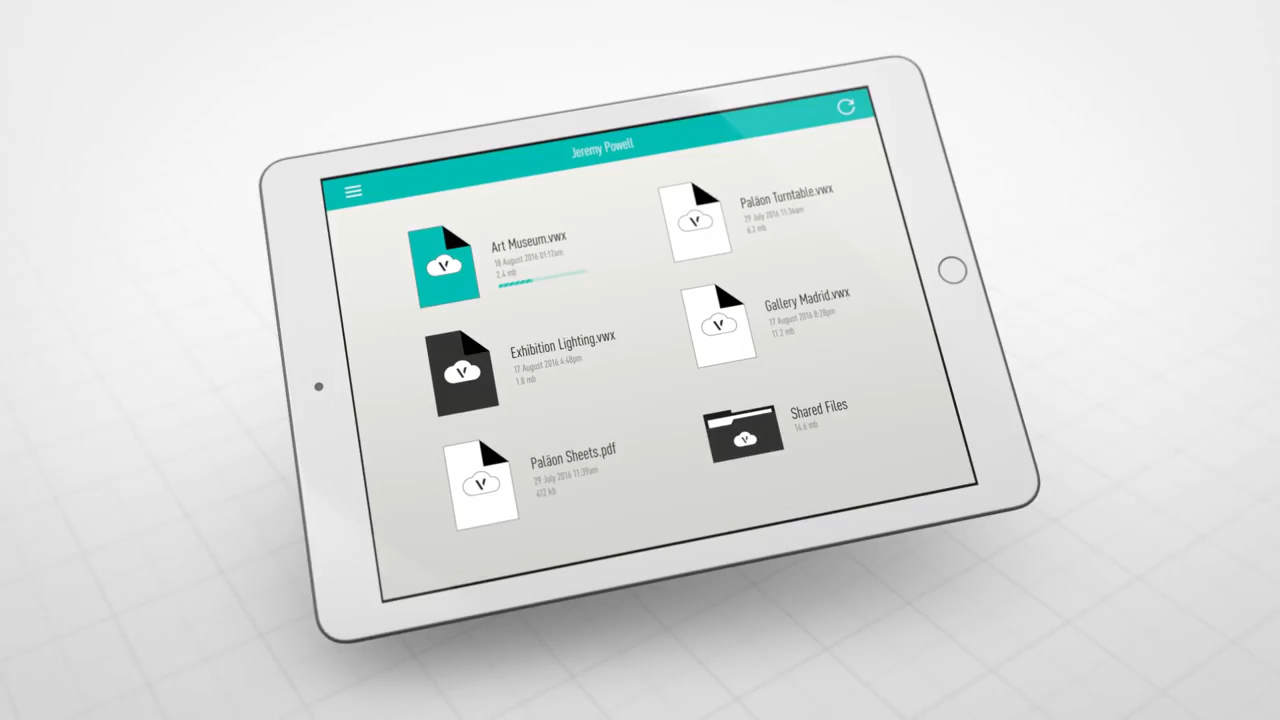 Jeremy Powell
Art Museum.vwx
18 August 2016 01:12am
2.4 mb
Exhibition Lighting.vwx
17 August 2016 4:48pm
1.8 mb
Paläon Sheets.pdf
29 July 2016 11:39am
412 kb
Paläon Turntable.vwx
29 July 2016 11:36am
6.2 mb
Gallery Madrid.vwx
17 August 2016 8:28pm
11.2 mb
Shared Files
14.6 mb